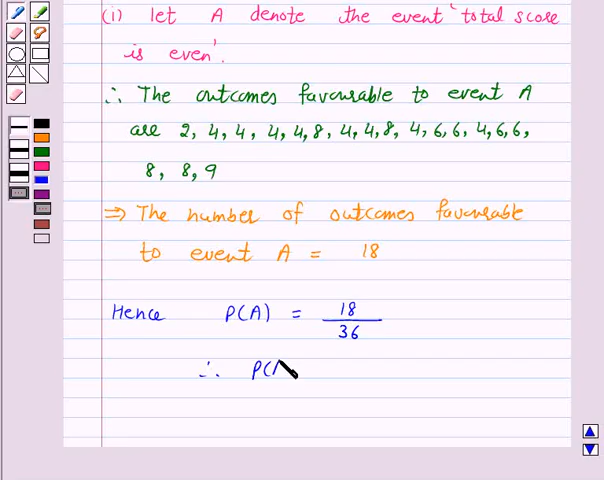 (i) let A denote the event 'total score
is even'.
∴ The outcomes favourable to event A
are 2, 4, 4, 4, 4, 8, 4, 4, 8, 4, 6, 6, 4, 6, 6,
8, 8, 9
⇒ The number of outcomes favourable
to event A = 18
Hence P(A) = 18/36
∴ P(A